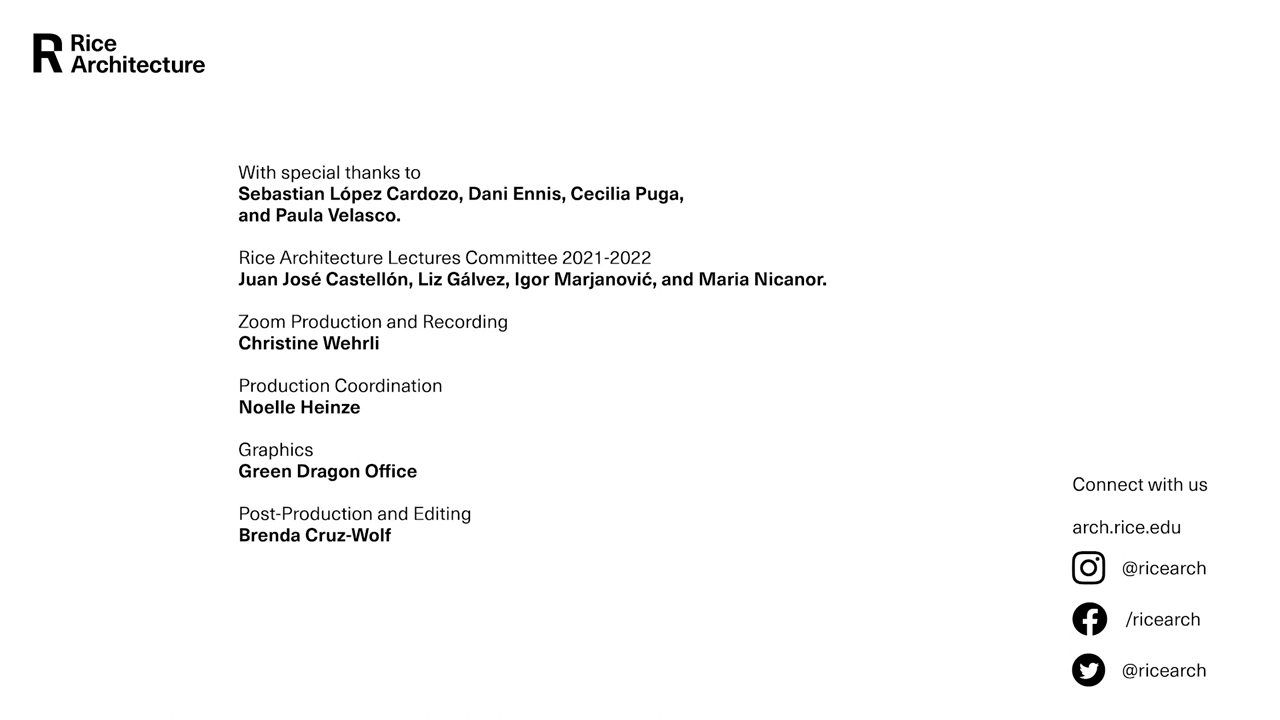 R Rice
Architecture
With special thanks to
Sebastian López Cardozo, Dani Ennis, Cecilia Puga,
and Paula Velasco.
Rice Architecture Lectures Committee 2021-2022
Juan José Castellón, Liz Gálvez, Igor Marjanović, and Maria Nicanor.
Zoom Production and Recording
Christine Wehrli
Production Coordination
Noelle Heinze
Graphics
Green Dragon Office
Post-Production and Editing
Brenda Cruz-Wolf
Connect with us
arch.rice.edu
@ricearch
/ricearch
@ricearch